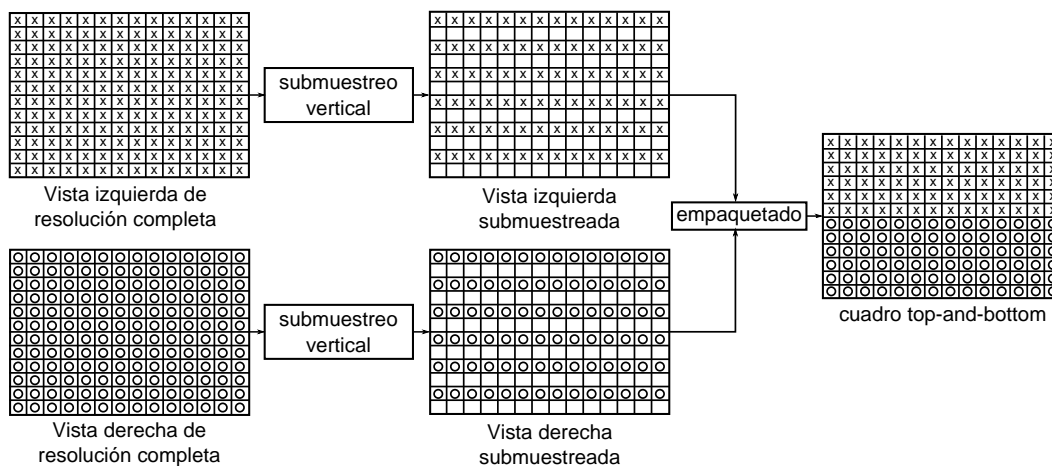 submuestreo
vertical
Vista izquierda de
resolución completa
Vista izquierda
submuestreada
empaquetado
cuadro top-and-bottom
submuestreo
vertical
Vista derecha de
resolución completa
Vista derecha
submuestreada